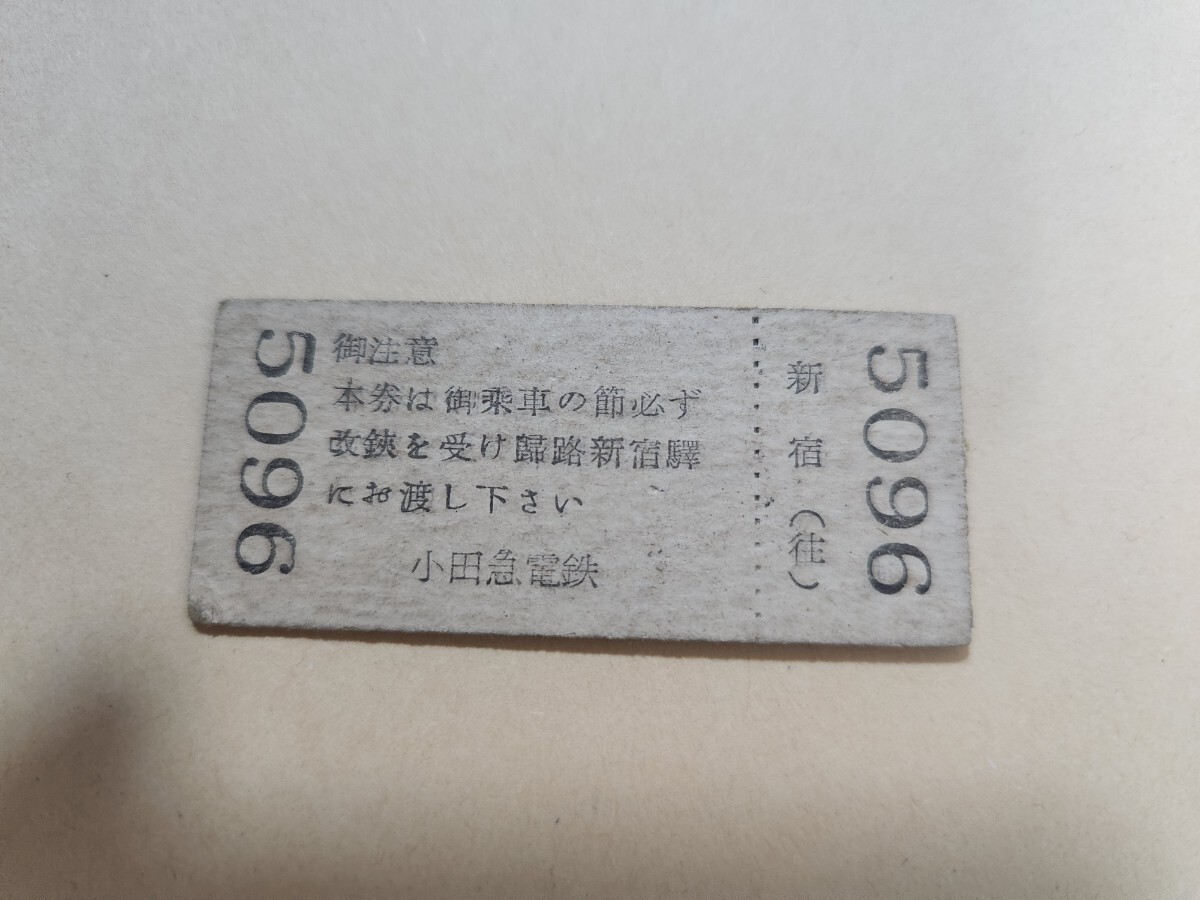 5096
御注意
本券は御乗車の節必ず
改鋏を受け歸路新宿驛
にお渡し下さい
小田急電鉄
新宿(往)
5096